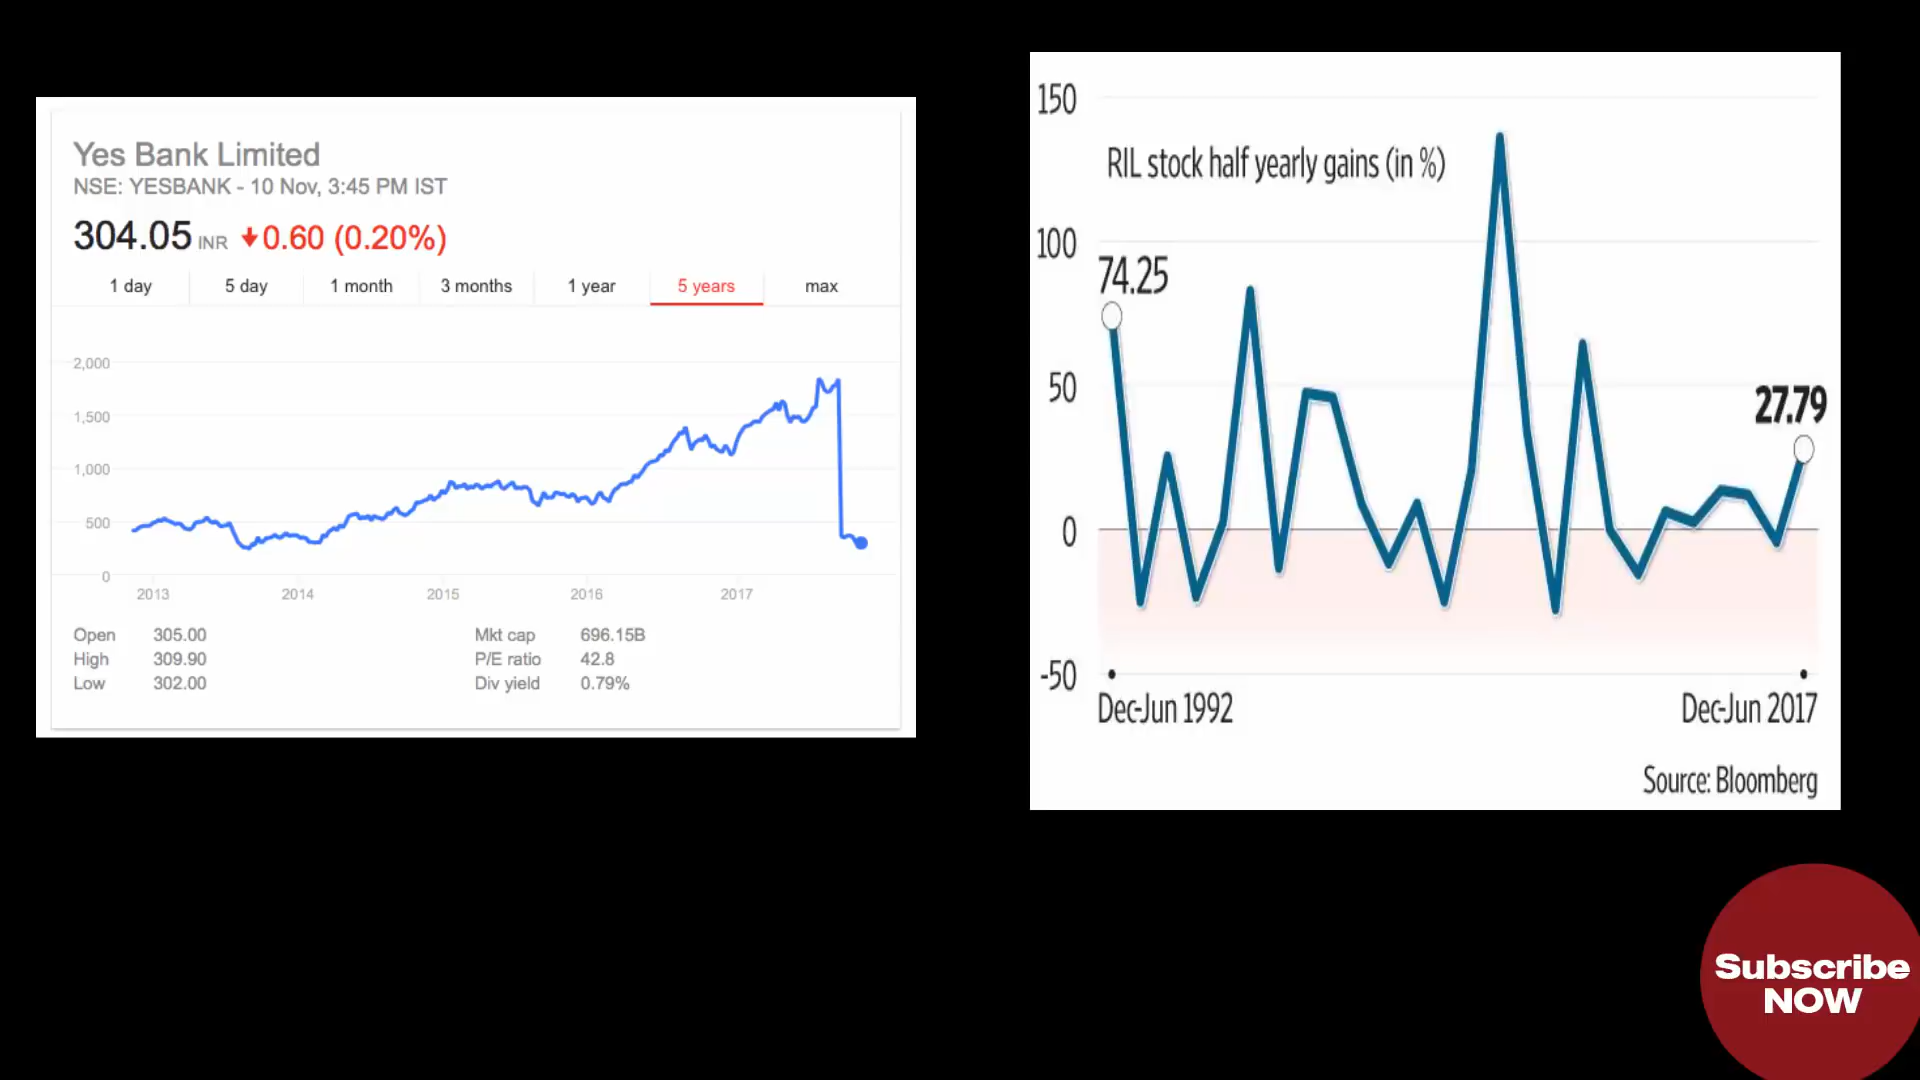 Yes Bank Limited
NSE: YESBANK - 10 Nov, 3:45 PM IST
304.05 INR 0.60 (0.20%)
1 day 5 day 1 month 3 months 1 year 5 years max
2,000
1,500
1,000
500
0
2013 2014 2015 2016 2017
Open 305.00 Mkt cap 696.15B
High 309.90 P/E ratio 42.8
Low 302.00 Div yield 0.79%
150
RIL stock half yearly gains (in %)
100
74.25
50
27.79
0
-50
Dec-Jun 1992 Dec-Jun 2017
Source: Bloomberg
Subscribe
NOW